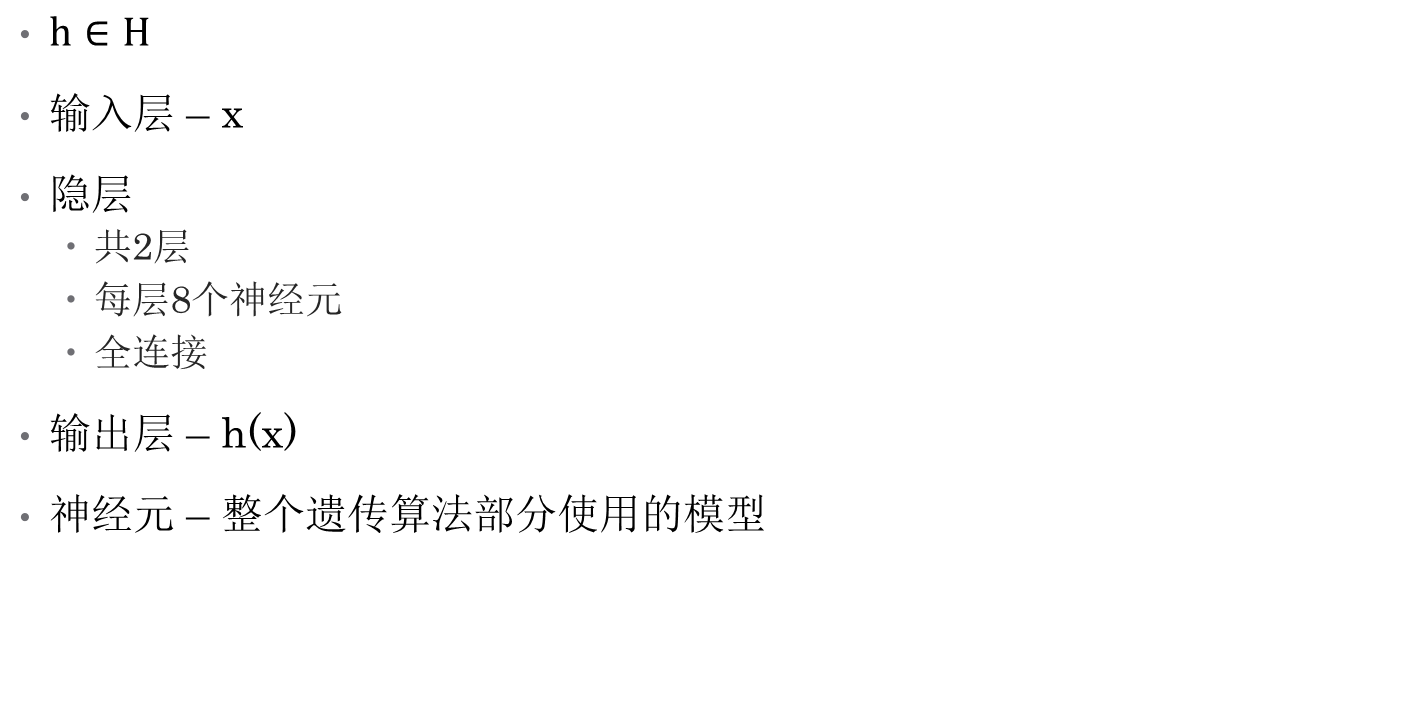 • h ∈ H
• 输入层 – x
• 隐层
• 共2层
• 每层8个神经元
• 全连接
• 输出层 – h(x)
• 神经元 – 整个遗传算法部分使用的模型